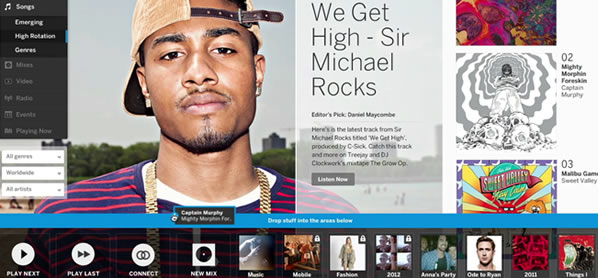 Songs
Emerging
High Rotation
Genres
Mixes
Video
Radio
Events
Playing Now
All genres
Worldwide
All artists
We Get
High - Sir
Michael
Rocks
Editor's Pick: Daniel Maycombe
Here's is the latest track from Sir
Michael Rocks titled 'We Get High',
produced by C-Sick. Catch this track
and more on Treejay and DJ
Clockwork's mixtape The Grow Op.
Listen Now
02
Mighty
Morphin
Foreskin
Captain
Murphy
SWEET VALLEY
03
Malibu Gam
Sweet Valley
Captain Murphy
Mighty Morphin For..
Drop stuff into the areas below
PLAY NEXT
PLAY LAST
CONNECT
NEW MIX
Music
Mobile
Fashion
2012
Anna's Party
Ode to Ryan
2011
Things I